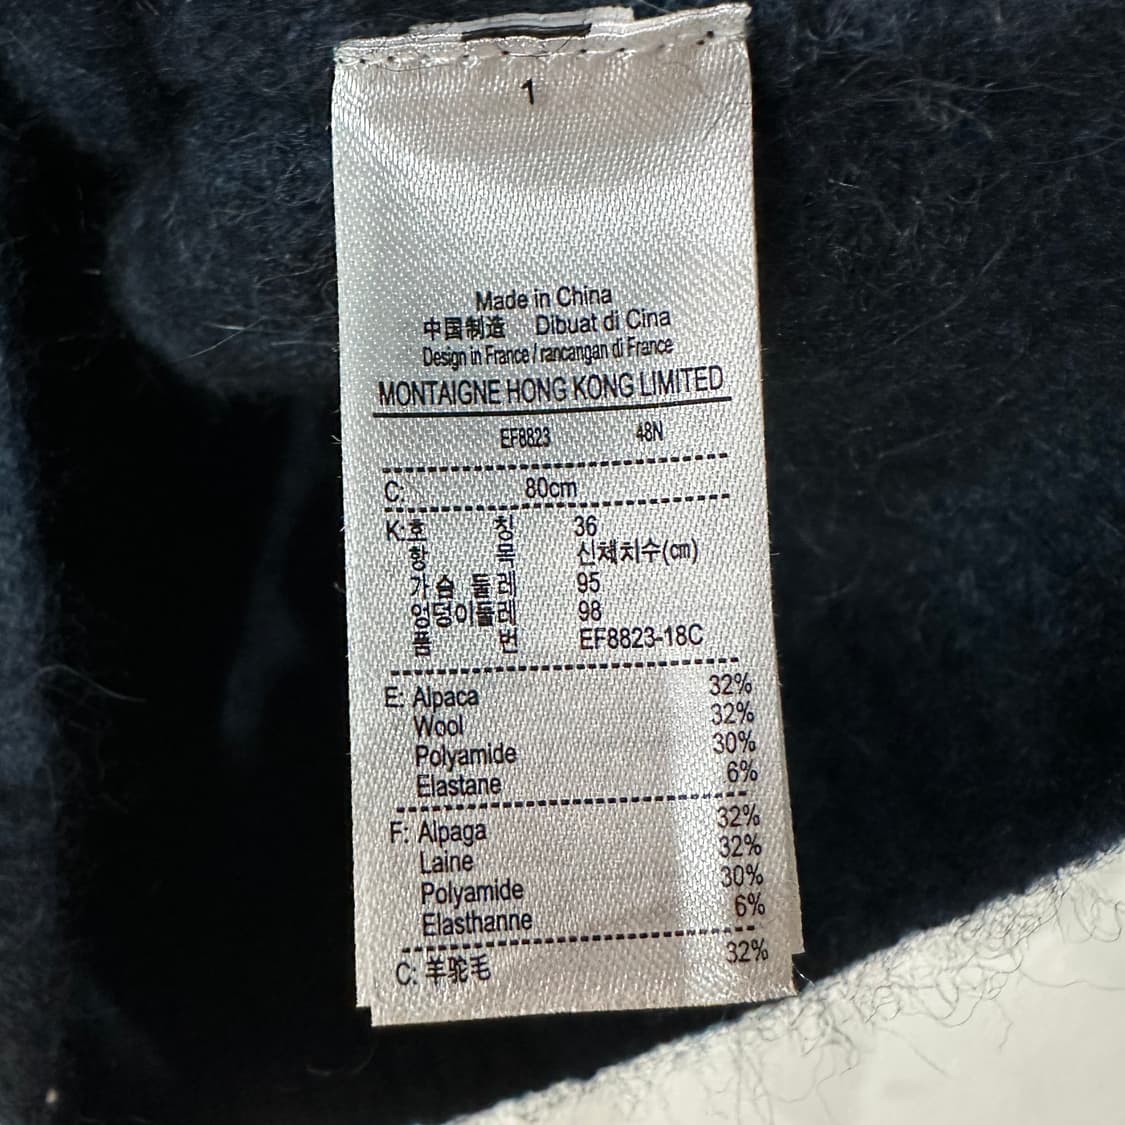 1
Made in China
中国制造 Dibuat di Cina
Design in France / rancangan di France
MONTAIGNE HONG KONG LIMITED
EF8823 48N
C: 80cm
K: 호 칭 36
항 목 신체치수(cm)
가 슴 둘 레 95
엉덩이둘레 98
품 번 EF8823-18C
E: Alpaca 32%
Wool 32%
Polyamide 30%
Elastane 6%
F: Alpaga 32%
Laine 32%
Polyamide 30%
Elasthanne 6%
C: 羊驼毛 32%